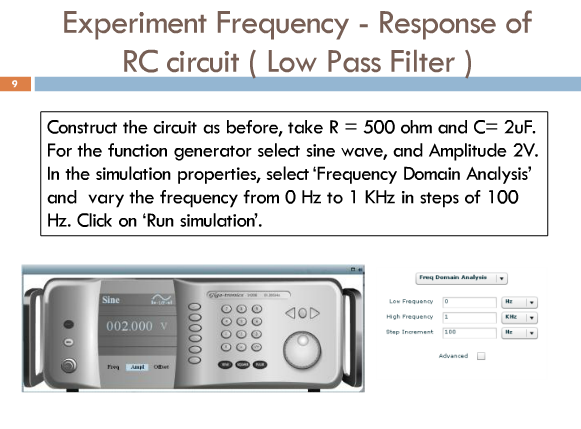 Experiment Frequency - Response of
RC circuit ( Low Pass Filter )
9
Construct the circuit as before, take R = 500 ohm and C= 2uF.
For the function generator select sine wave, and Amplitude 2V.
In the simulation properties, select ‘Frequency Domain Analysis’
and  vary the frequency from 0 Hz to 1 KHz in steps of 100
Hz. Click on ‘Run simulation’.
Sine
002.000 V
Freq Ampl Offset
Freq Domain Analysis
Low Frequency 0 Hz
High Frequency 1 KHz
Step Increment 100 Hz
Advanced